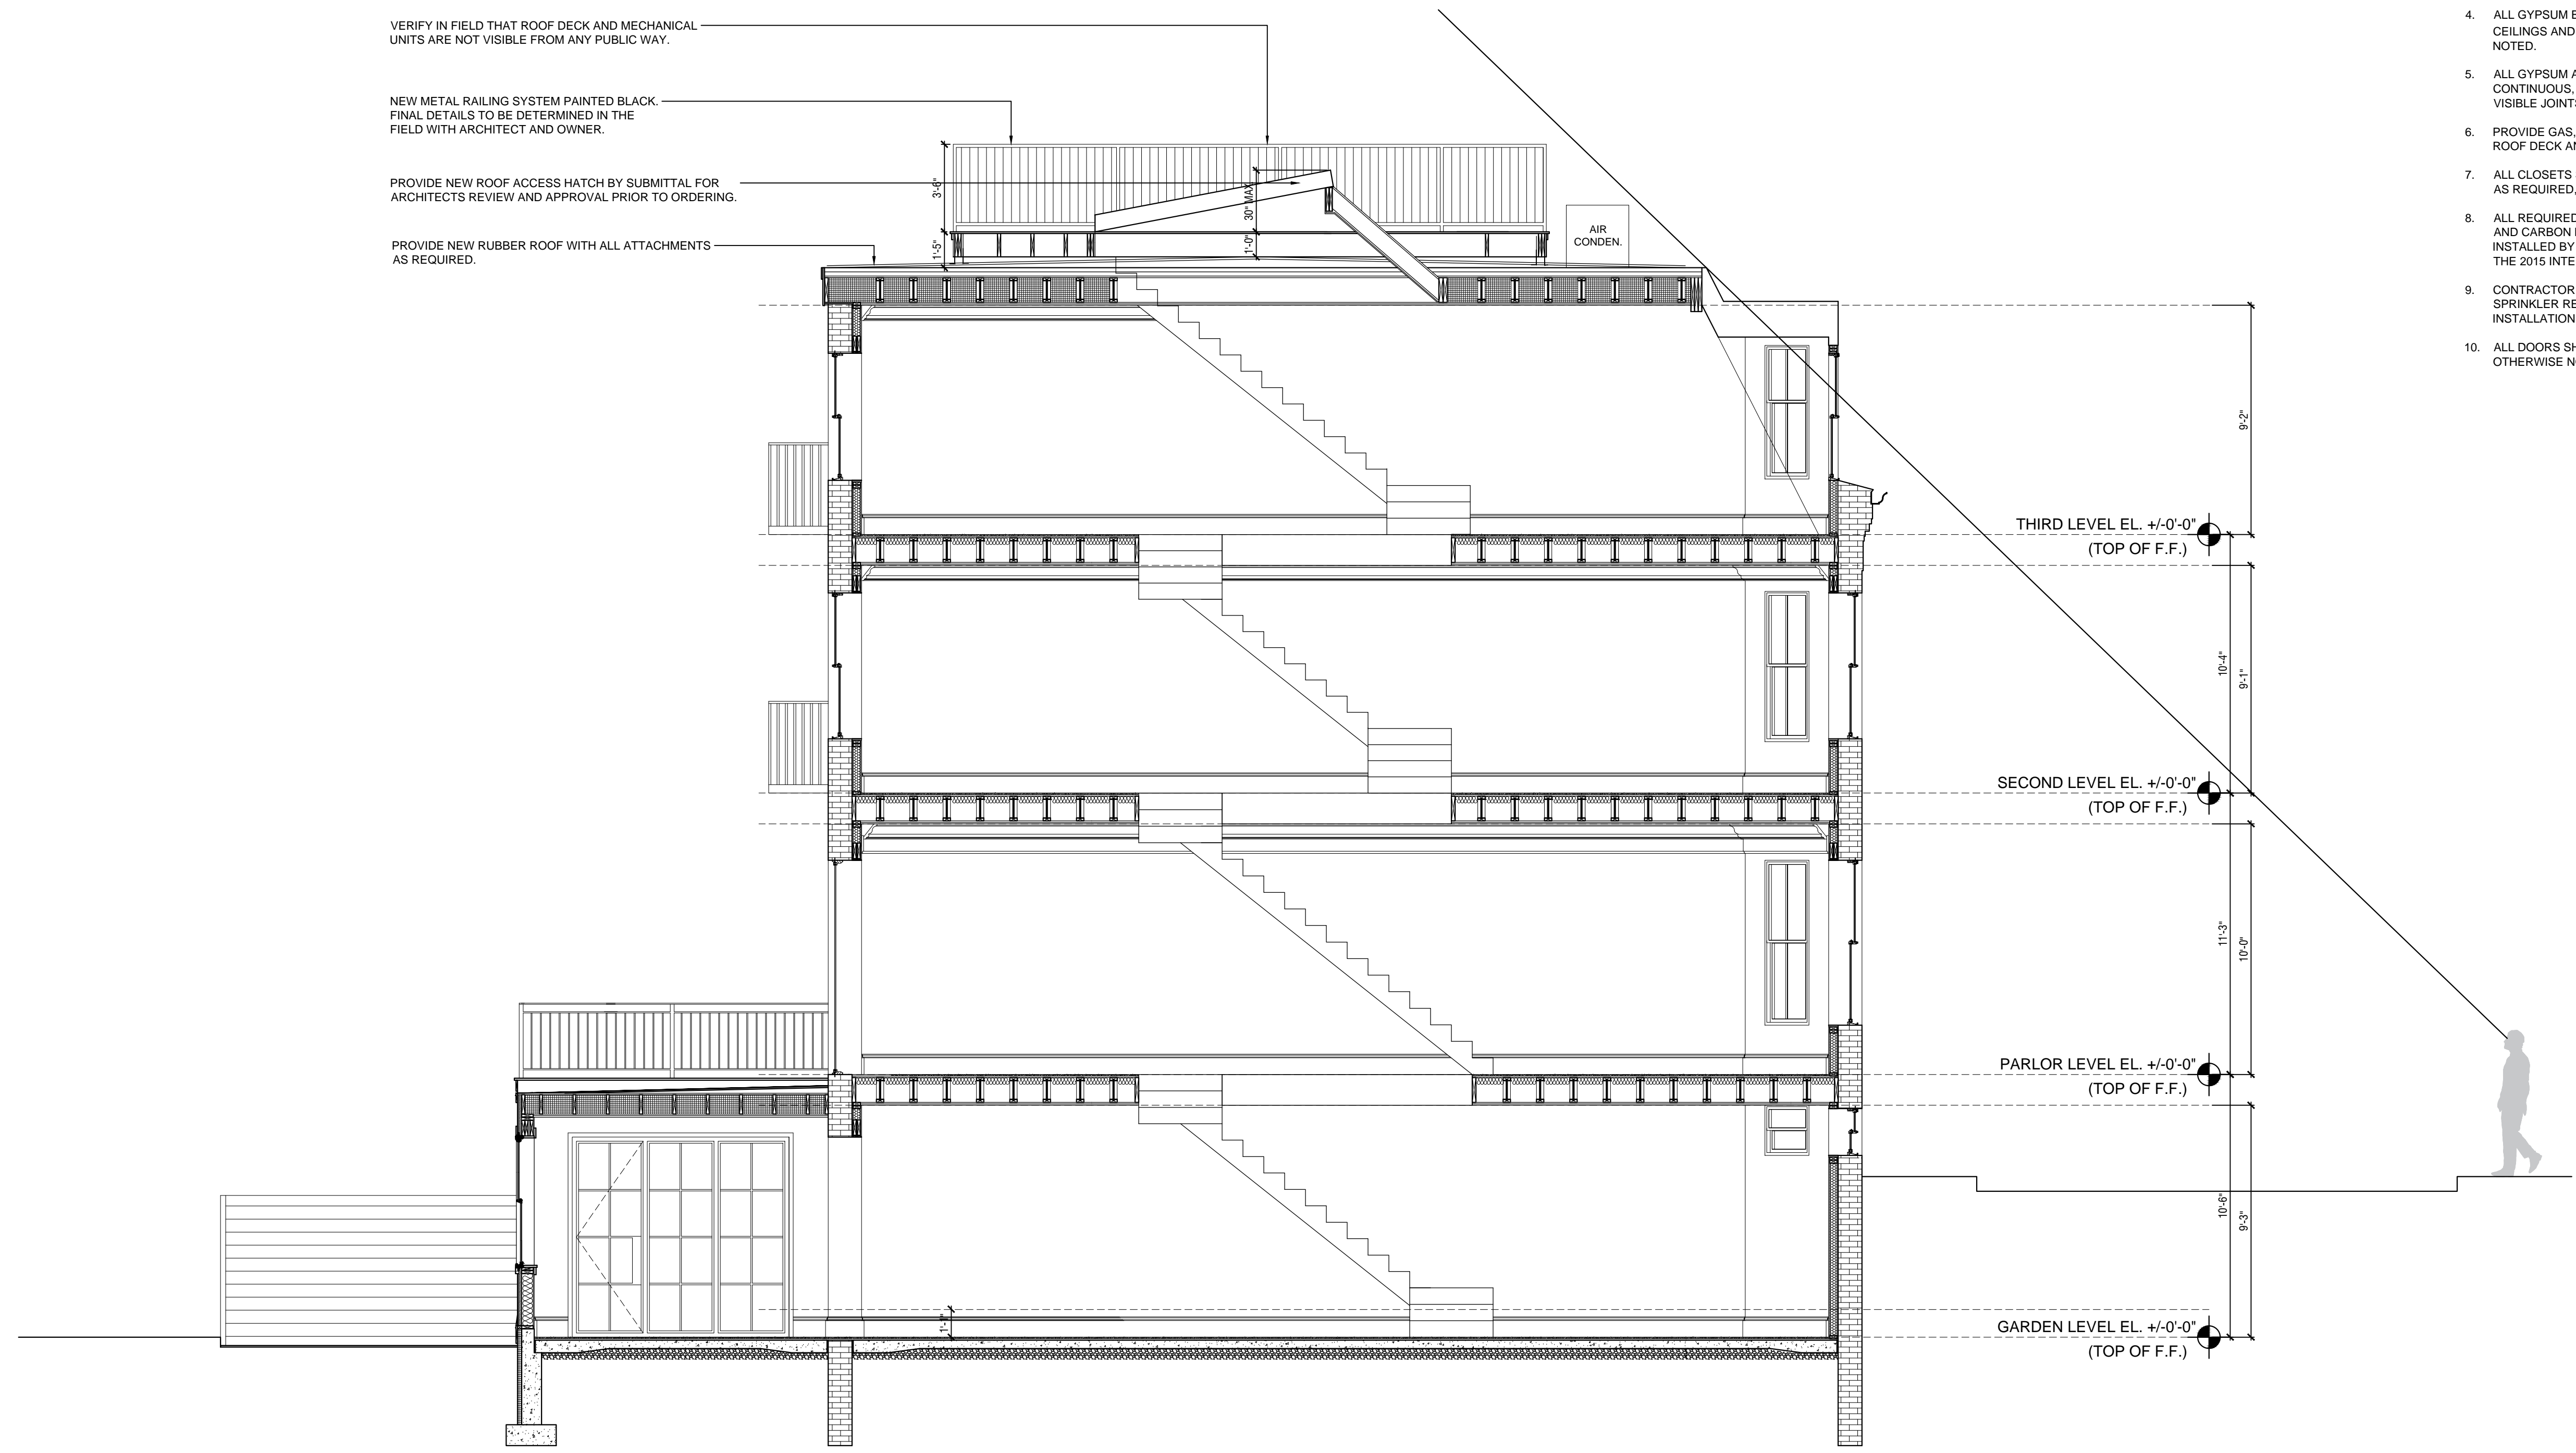 VERIFY IN FIELD THAT ROOF DECK AND MECHANICAL
UNITS ARE NOT VISIBLE FROM ANY PUBLIC WAY.
NEW METAL RAILING SYSTEM PAINTED BLACK.
FINAL DETAILS TO BE DETERMINED IN THE
FIELD WITH ARCHITECT AND OWNER.
PROVIDE NEW ROOF ACCESS HATCH BY SUBMITTAL FOR
ARCHITECTS REVIEW AND APPROVAL PRIOR TO ORDERING.
PROVIDE NEW RUBBER ROOF WITH ALL ATTACHMENTS
AS REQUIRED.
3'-6"
1'-5"
30" MAX
1'-0"
AIR
CONDEN.
4. ALL GYPSUM
CEILINGS AND
NOTED.
5. ALL GYPSUM
CONTINUOUS,
VISIBLE JOINTS
6. PROVIDE GAS,
ROOF DECK
7. ALL CLOSETS
AS REQUIRED,
8. ALL REQUIRED
AND CARBON
INSTALLED BY
THE 2015
9. CONTRACTOR
SPRINKLER
INSTALLATION
10. ALL DOORS
OTHERWISE
9'-2"
THIRD LEVEL EL. +/-0'-0"
(TOP OF F.F.)
10'-4"
9'-1"
SECOND LEVEL EL. +/-0'-0"
(TOP OF F.F.)
11'-3"
10'-0"
PARLOR LEVEL EL. +/-0'-0"
(TOP OF F.F.)
10'-6"
9'-3"
1'-1"
GARDEN LEVEL EL. +/-0'-0"
(TOP OF F.F.)